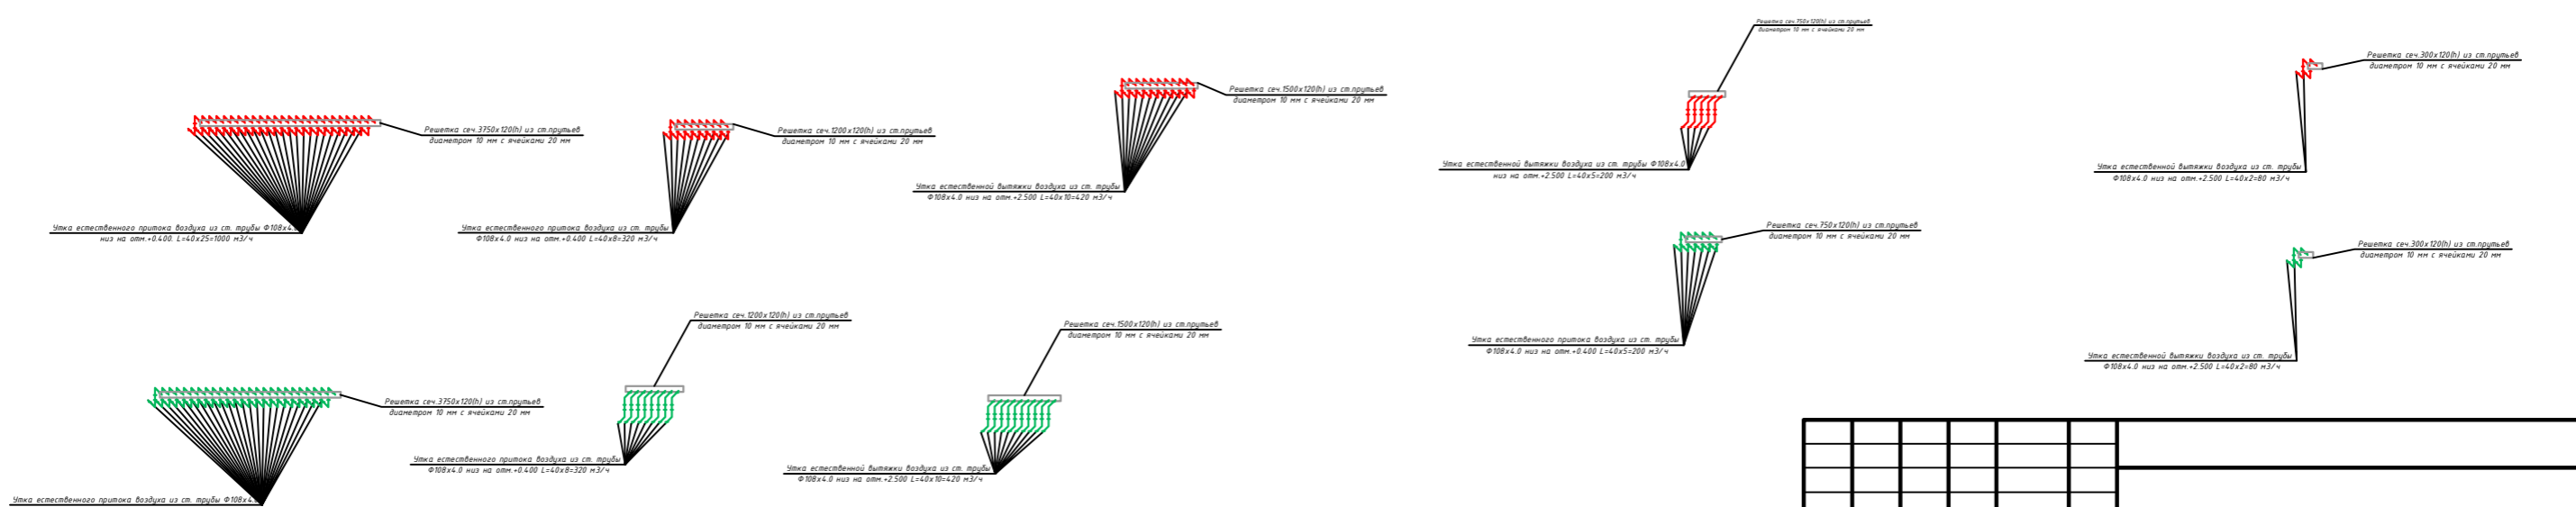 Решетка сеч.750х120(h) из ст.прутьев
диаметром 10 мм с ячейками 20 мм
Решетка сеч.300х120(h) из ст.прутьев
диаметром 10 мм с ячейками 20 мм
Решетка сеч.1500х120(h) из ст.прутьев
диаметром 10 мм с ячейками 20 мм
Решетка сеч.3750х120(h) из ст.прутьев
диаметром 10 мм с ячейками 20 мм
Решетка сеч.1200х120(h) из ст.прутьев
диаметром 10 мм с ячейками 20 мм
Утка естественной вытяжки воздуха из ст. трубы Ф108х4.0
низ на отм.+2.500 L=40х5=200 м3/ч
Утка естественной вытяжки воздуха из ст. трубы
Ф108х4.0 низ на отм.+2.500 L=40х2=80 м3/ч
Утка естественной вытяжки воздуха из ст. трубы
Ф108х4.0 низ на отм.+2.500 L=40х10=420 м3/ч
Утка естественного притока воздуха из ст. трубы Ф108х4.0
низ на отм.+0.400. L=40х25=1000 м3/ч
Утка естественного притока воздуха из ст. трубы
Ф108х4.0 низ на отм.+0.400 L=40х8=320 м3/ч
Решетка сеч.750х120(h) из ст.прутьев
диаметром 10 мм с ячейками 20 мм
Решетка сеч.300х120(h) из ст.прутьев
диаметром 10 мм с ячейками 20 мм
Решетка сеч.1200х120(h) из ст.прутьев
диаметром 10 мм с ячейками 20 мм
Решетка сеч.1500х120(h) из ст.прутьев
диаметром 10 мм с ячейками 20 мм
Утка естественного притока воздуха из ст. трубы
Ф108х4.0 низ на отм.+0.400 L=40х5=200 м3/ч
Утка естественной вытяжки воздуха из ст. трубы
Ф108х4.0 низ на отм.+2.500 L=40х2=80 м3/ч
Решетка сеч.3750х120(h) из ст.прутьев
диаметром 10 мм с ячейками 20 мм
Утка естественного притока воздуха из ст. трубы
Ф108х4.0 низ на отм.+0.400 L=40х8=320 м3/ч
Утка естественной вытяжки воздуха из ст. трубы
Ф108х4.0 низ на отм.+2.500 L=40х10=420 м3/ч
Утка естественного притока воздуха из ст. трубы Ф108х4.0